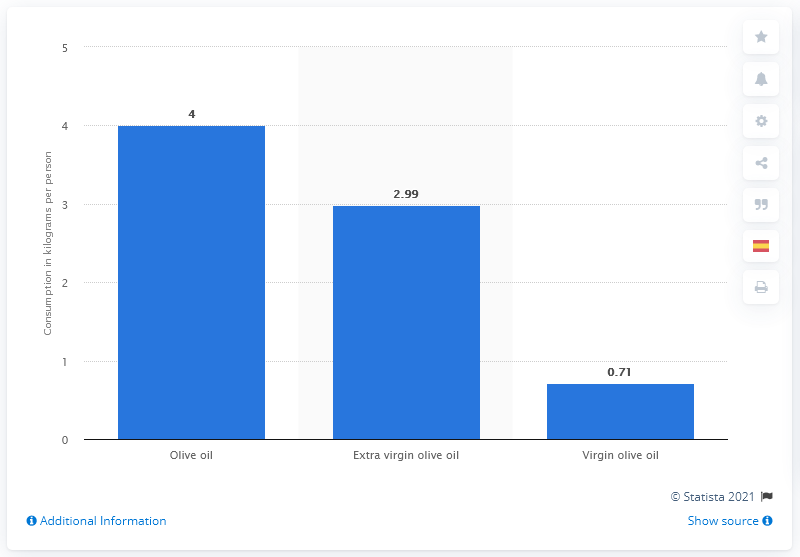 5
4
3
2
1
0
Consumption in kilograms per person
4
2.99
0.71
Olive oil
Extra virgin olive oil
Virgin olive oil
© Statista 2021
Additional Information
Show source